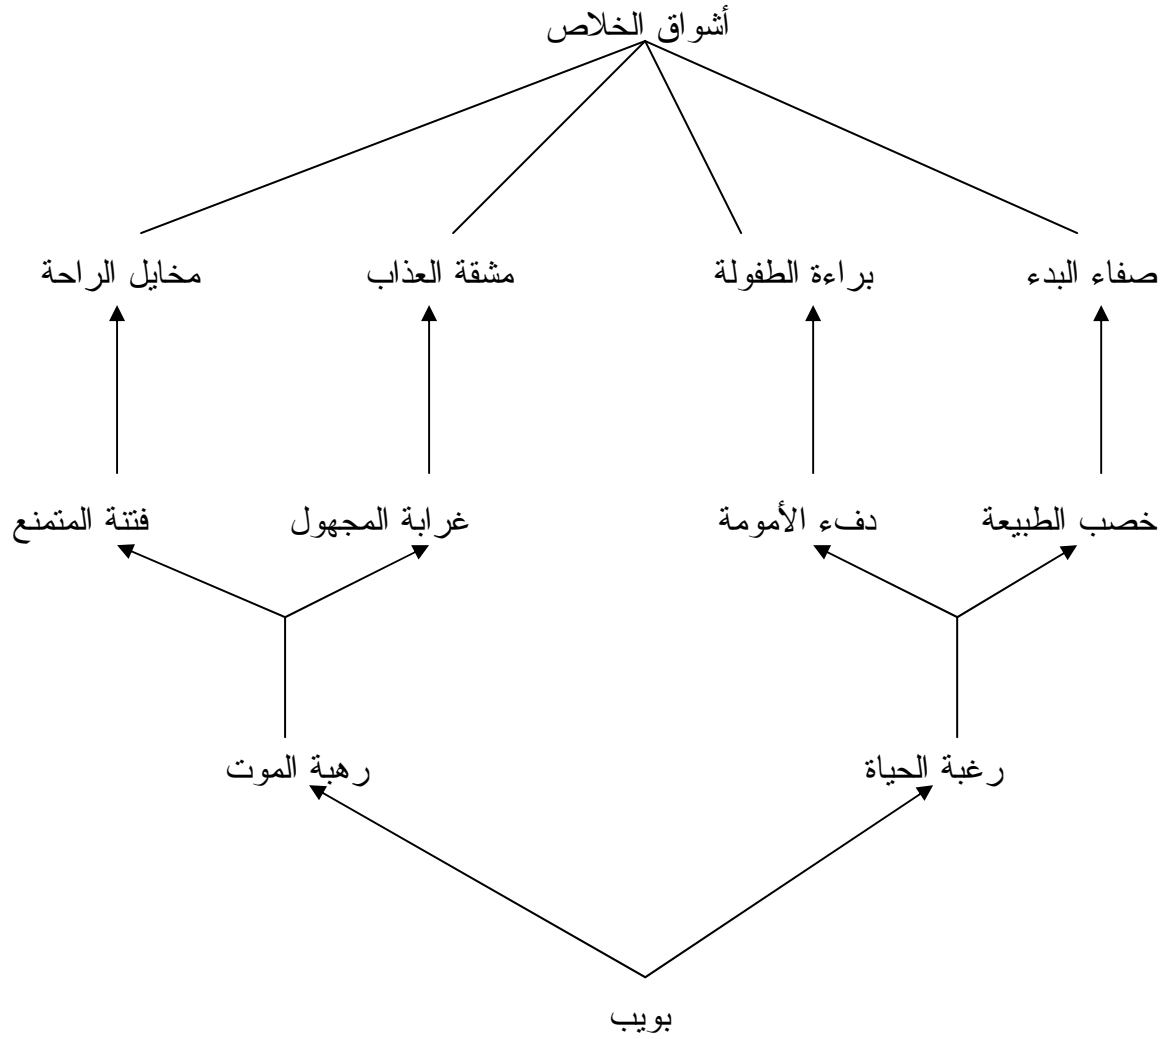 أشواق الخلاص
صفاء البدء براءة الطفولة مشقة العذاب مخايل الراحة
خصب الطبيعة دفء الأمومة غرابة المجهول فتنة المتمنع
رغبة الحياة رهبة الموت
بويب